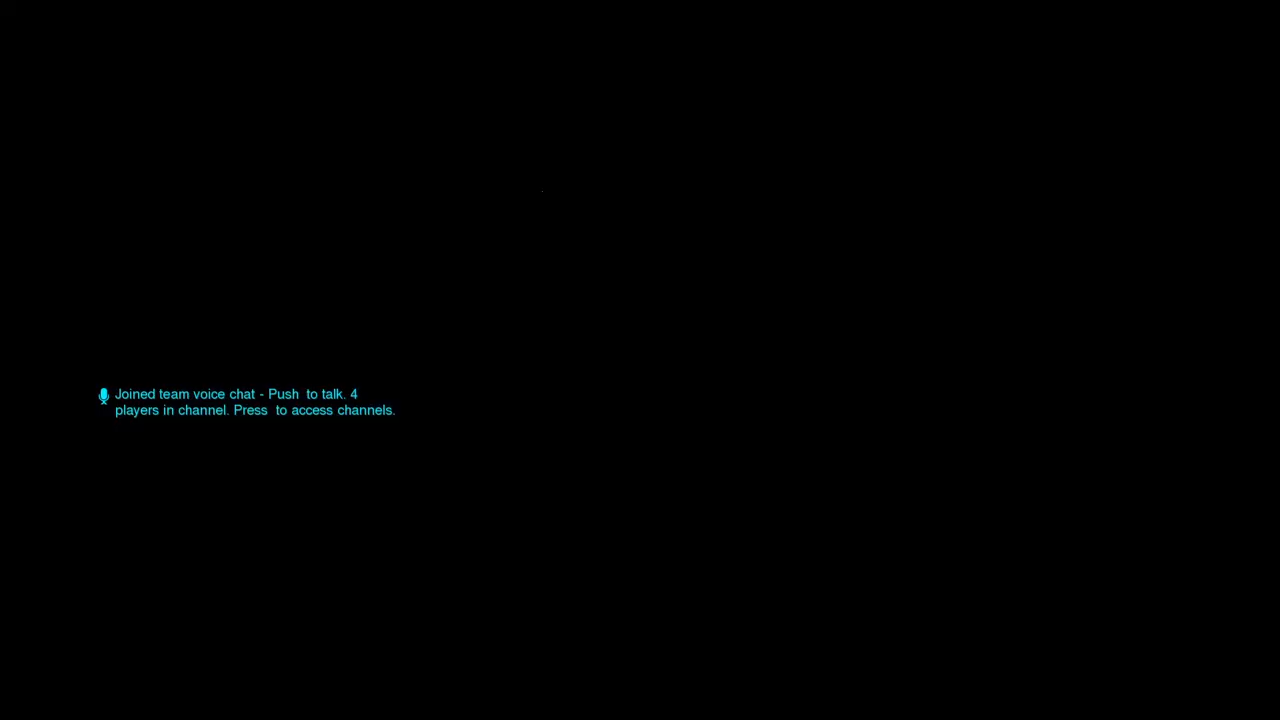 Joined team voice chat - Push  to talk. 4
players in channel. Press  to access channels.